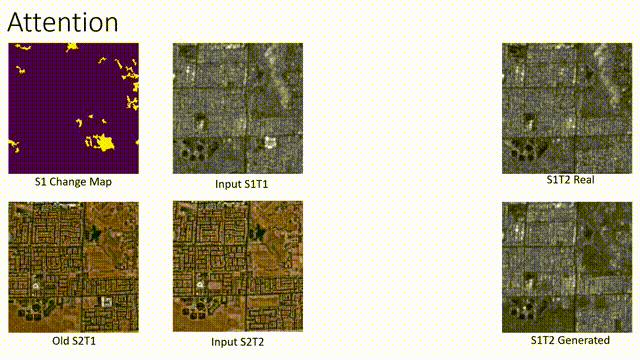 Attention
S1 Change Map
Input S1T1
S1T2 Real
Old S2T1
Input S2T2
S1T2 Generated